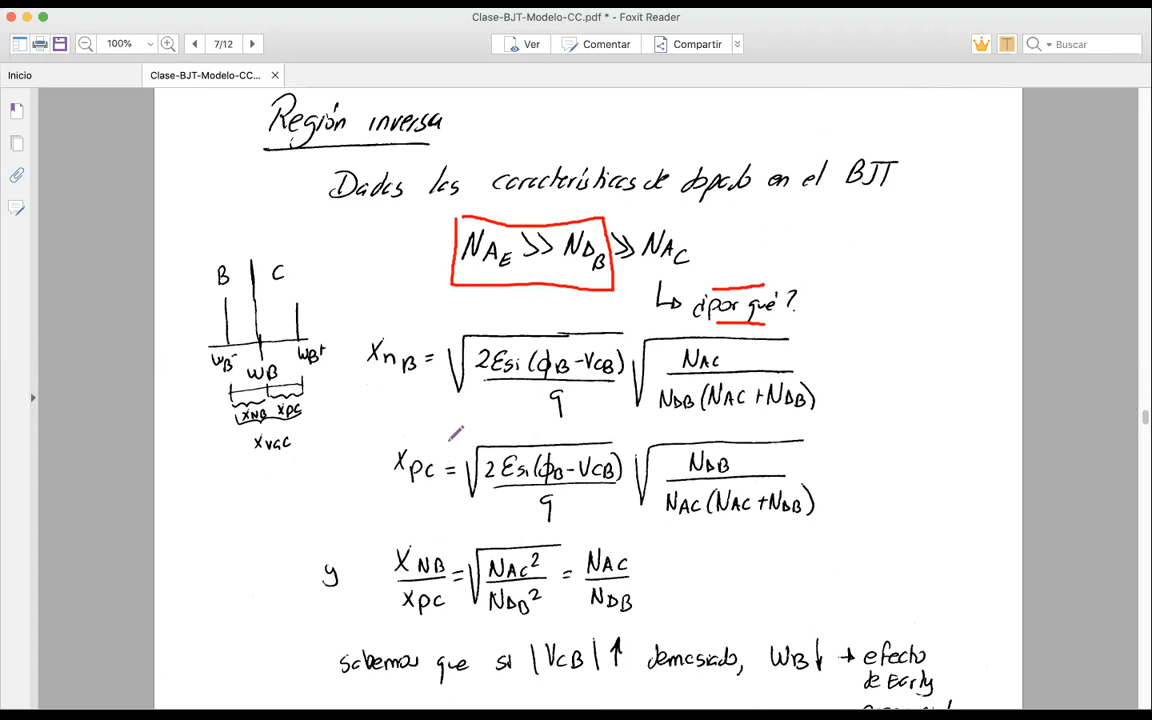 Clase-BJT-Modelo-CC.pdf * - Foxit Reader
100%
7/12
Ver
Comentar
Compartir
T
Buscar
Inicio
Clase-BJT-Modelo-CC...
Región inversa
Dadas las características de dopado en el BJT
NAE >> NDB >> NAC
↳ ¿por qué?
B C
WB- WB WB+
XNB XPC
XVGC
XnB = √(2Esi(ϕB-VCB)/q) √(NAC/(NDB(NAC+NDB)))
XPC = √(2Esi(ϕB-VCB)/q) √(NDB/(NAC(NAC+NDB)))
y XNB/XPC = √(NAC²/NDB²) = NAC/NDB
sabemos que si |VCB|↑ demasiado, WB↓ → efecto
de Early